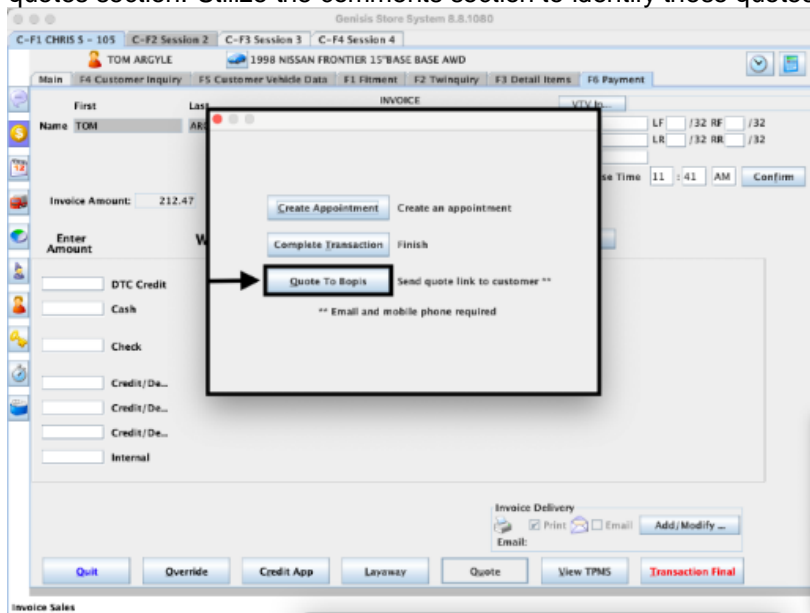 quotes section. Utilize the comments section to identify those quotes
Genisis Store System 8.8.1080
C-F1 CHRIS S - 105 C-F2 Session 2 C-F3 Session 3 C-F4 Session 4
TOM ARGYLE 1998 NISSAN FRONTIER 15"BASE BASE AWD
Main F4 Customer Inquiry F5 Customer Vehicle Data F1 Fitment F2 Twinquiry F3 Detail Items F6 Payment
First Last INVOICE VTV In...
Name TOM LF /32 RF /32
LR /32 RR /32
se Time 11 : 41 AM Confirm
Invoice Amount: 212.47
Create Appointment Create an appointment
Enter Amount W
Complete Transaction Finish
DTC Credit
Quote To Bopis Send quote link to customer **
Cash
** Email and mobile phone required
Check
Credit/De...
Credit/De...
Credit/De...
Internal
Invoice Delivery
Print Email Add/Modify ...
Email:
Quit Override Credit App Layaway Quote View TPMS Transaction Final
Invoice Sales